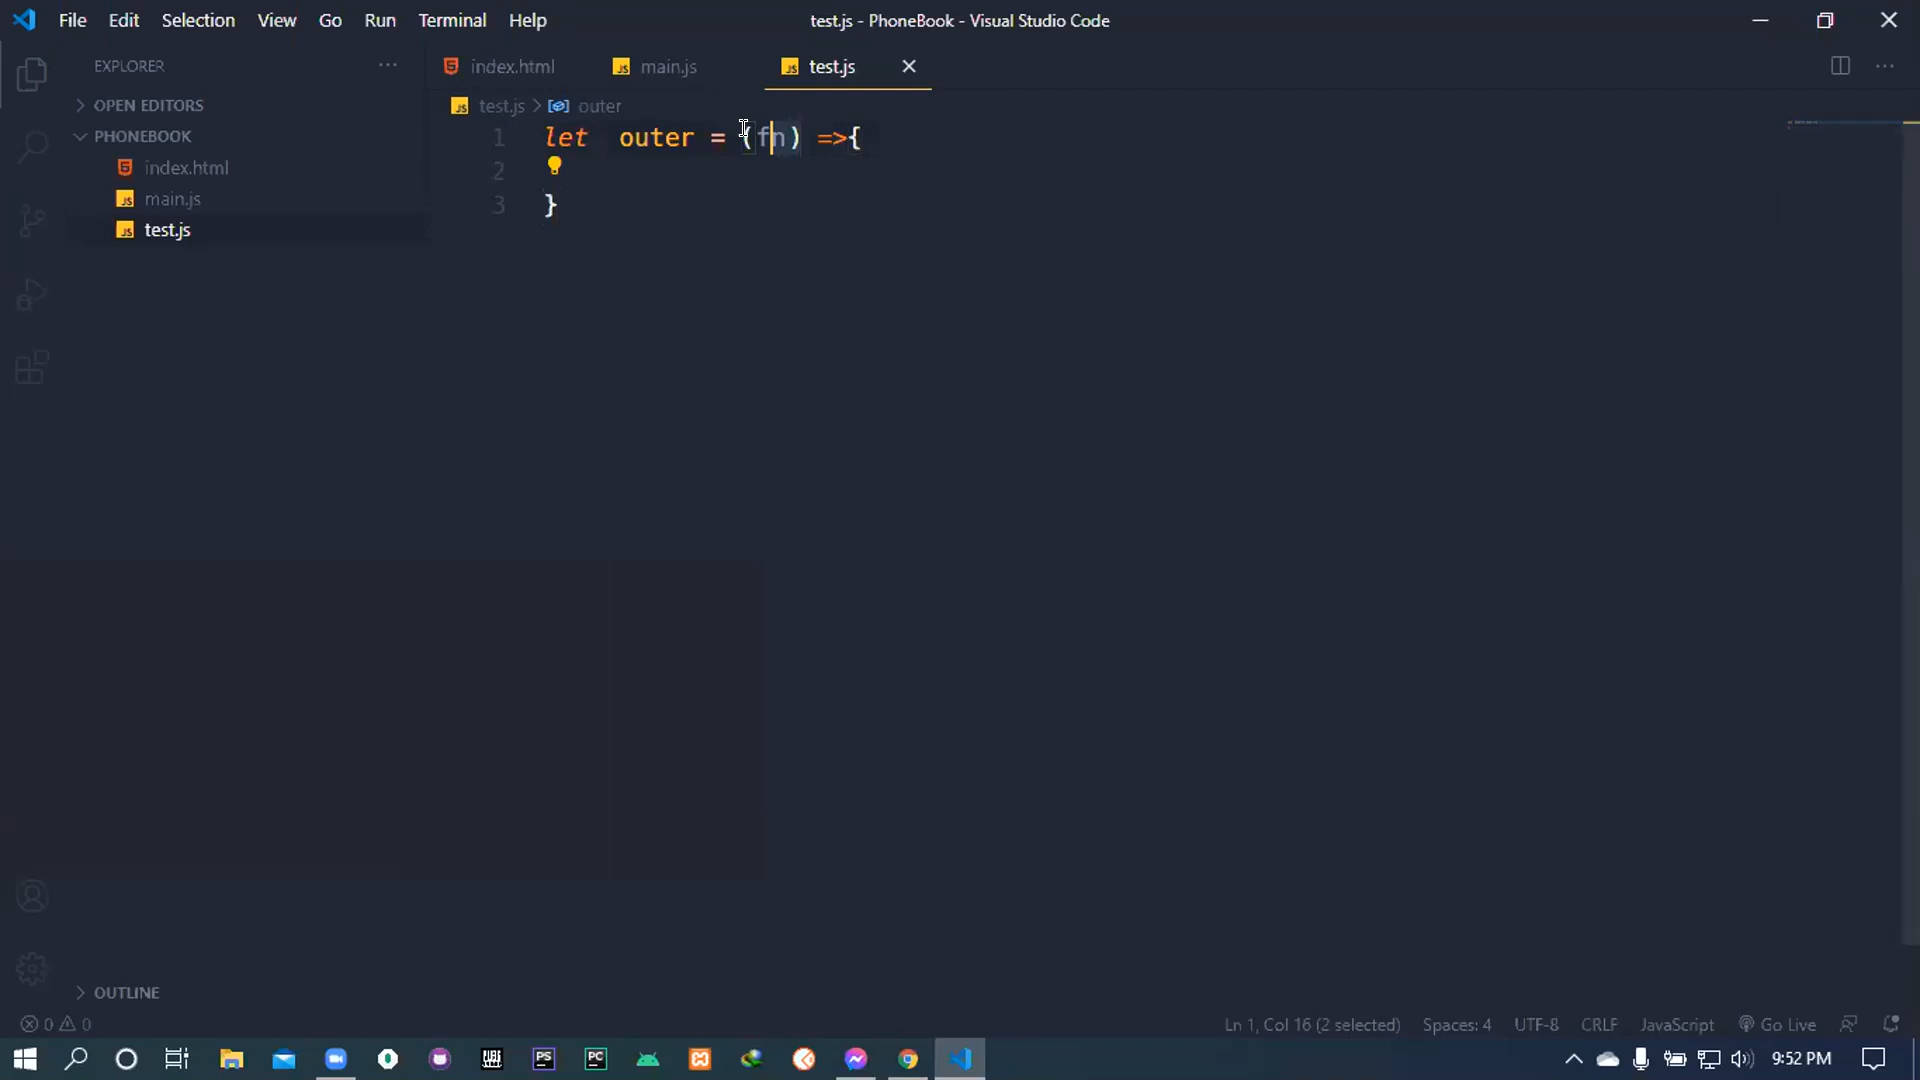 File Edit Selection View Go Run Terminal Help
test.js - PhoneBook - Visual Studio Code
EXPLORER
index.html
main.js
test.js
OPEN EDITORS
test.js > outer
PHONEBOOK
index.html
main.js
test.js
1 let outer = (fn) =>{
2
3 }
OUTLINE
0 0
Ln 1, Col 16 (2 selected) Spaces: 4 UTF-8 CRLF JavaScript Go Live
PS
PC
9:52 PM